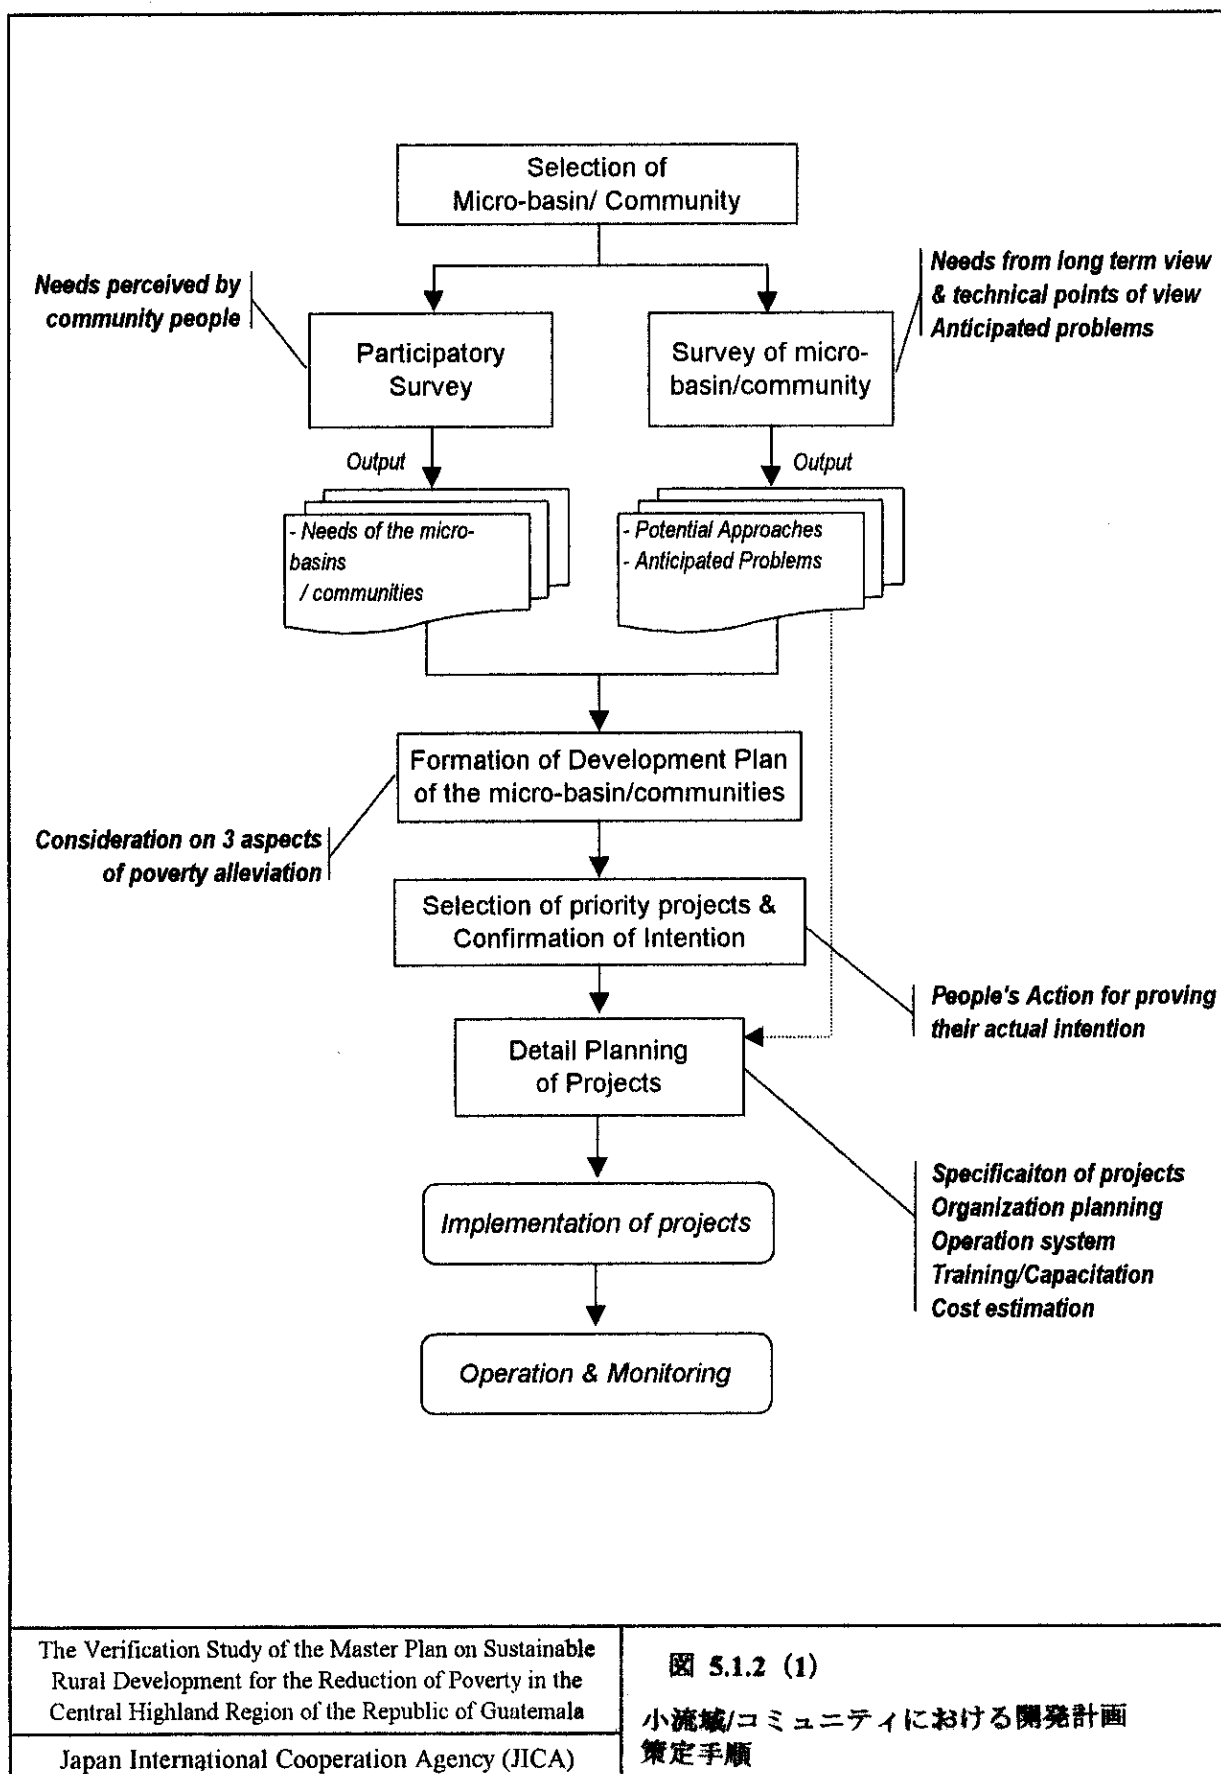 Selection of
Micro-basin/ Community
Needs perceived by
community people
Needs from long term view
& technical points of view
Anticipated problems
Participatory
Survey
Survey of micro-
basin/community
Output
Output
- Needs of the micro-
basins
/ communities
- Potential Approaches
- Anticipated Problems
Formation of Development Plan
of the micro-basin/communities
Consideration on 3 aspects
of poverty alleviation
Selection of priority projects &
Confirmation of Intention
People's Action for proving
their actual intention
Detail Planning
of Projects
Specificaiton of projects
Organization planning
Operation system
Training/Capacitation
Cost estimation
Implementation of projects
Operation & Monitoring
The Verification Study of the Master Plan on Sustainable
Rural Development for the Reduction of Poverty in the
Central Highland Region of the Republic of Guatemala
Japan International Cooperation Agency (JICA)
図 5.1.2 (1)
小流域/コミュニティにおける開発計画
策定手順